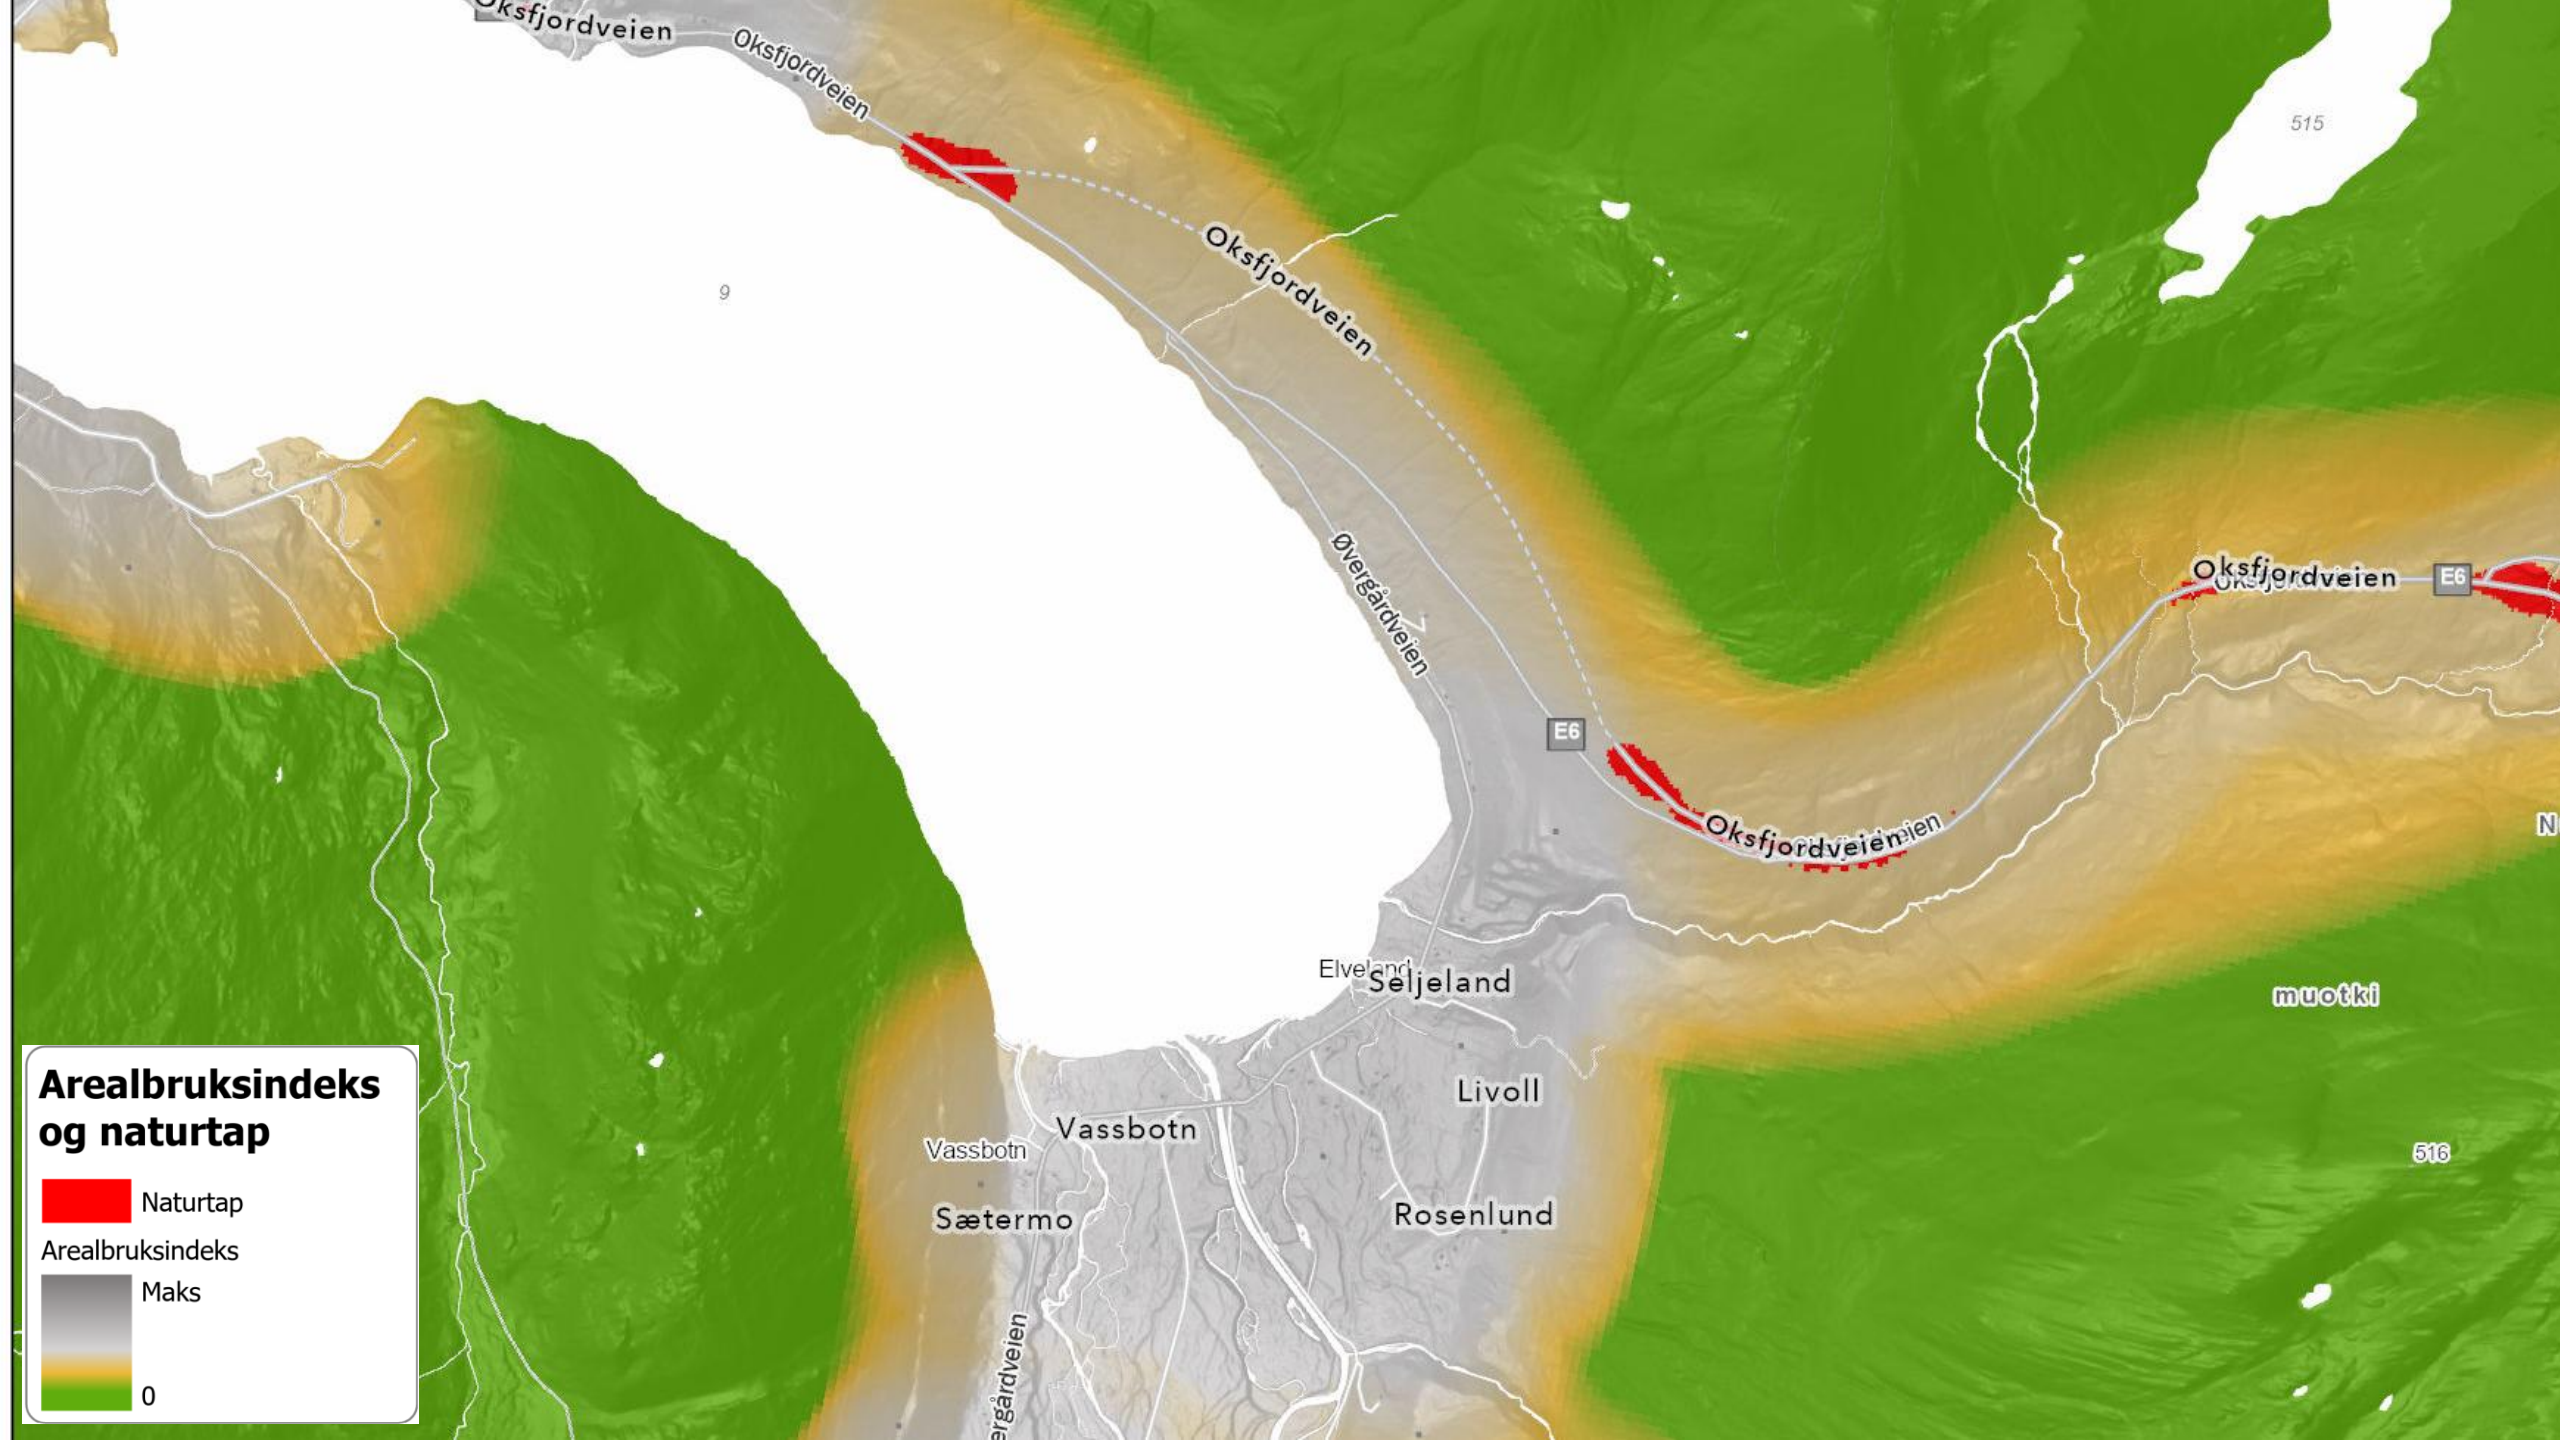 Oksfjordveien
Oksfjordveien
515
Oksfjordveien
9
Øvergårdveien
Oksfjordveien
E6
E6
Oksfjordveien
N
Elveland
Seljeland
muotki
Livoll
Vassbotn
Vassbotn
516
Sætermo
Rosenlund
ergårdveien
Arealbruksindeks
og naturtap
Naturtap
Arealbruksindeks
Maks
0